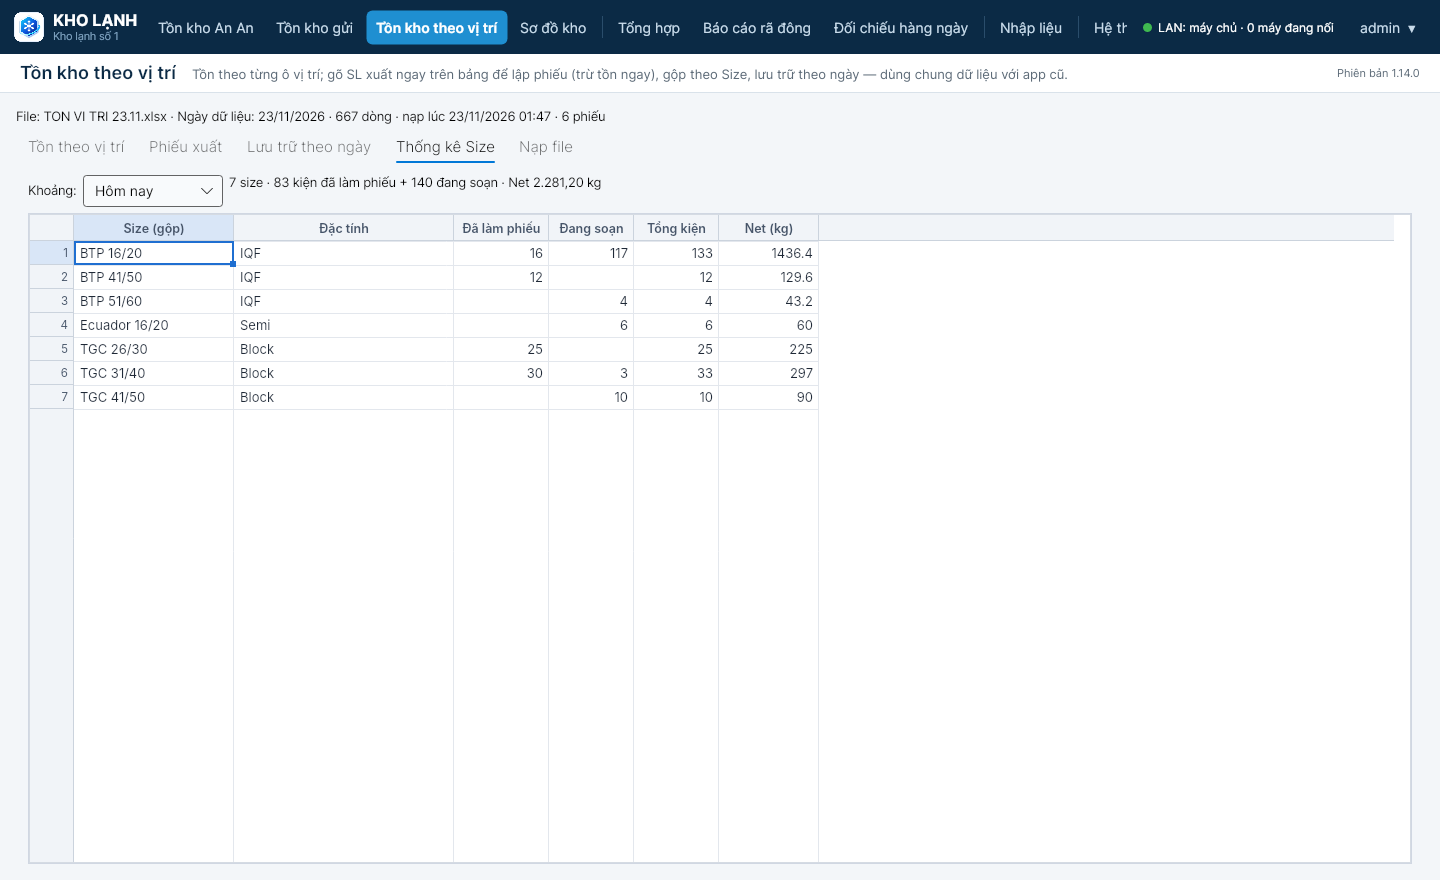 KHO LẠNH
Kho lạnh số 1
Tồn kho An An
Tồn kho gửi
Tồn kho theo vị trí
Sơ đồ kho
Tổng hợp
Báo cáo rã đông
Đối chiếu hàng ngày
Nhập liệu
Hệ th
LAN: máy chủ · 0 máy đang nối
admin ▾
Tồn kho theo vị trí
Tồn theo từng ô vị trí; gõ SL xuất ngay trên bảng để lập phiếu (trừ tồn ngay), gộp theo Size, lưu trữ theo ngày — dùng chung dữ liệu với app cũ.
Phiên bản 1.14.0
File: TON VI TRI 23.11.xlsx · Ngày dữ liệu: 23/11/2026 · 667 dòng · nạp lúc 23/11/2026 01:47 · 6 phiếu
Tồn theo vị trí
Phiếu xuất
Lưu trữ theo ngày
Thống kê Size
Nạp file
Khoảng:
Hôm nay
7 size · 83 kiện đã làm phiếu + 140 đang soạn · Net 2.281,20 kg
Size (gộp) Đặc tính Đã làm phiếu Đang soạn Tổng kiện Net (kg)
1 BTP 16/20 IQF 16 117 133 1436.4
2 BTP 41/50 IQF 12 12 129.6
3 BTP 51/60 IQF 4 4 43.2
4 Ecuador 16/20 Semi 6 6 60
5 TGC 26/30 Block 25 25 225
6 TGC 31/40 Block 30 3 33 297
7 TGC 41/50 Block 10 10 90